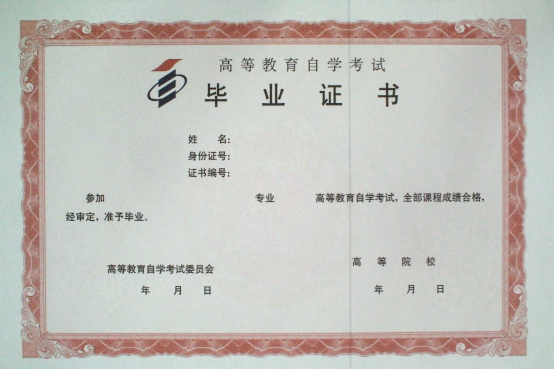 高等教育自学考试
毕业证书
姓 名:
身份证号:
证书编号:
参加 专业 高等教育自学考试,全部课程成绩合格,
经审定,准予毕业。
高等教育自学考试委员会 高等院校
年 月 日 年 月 日